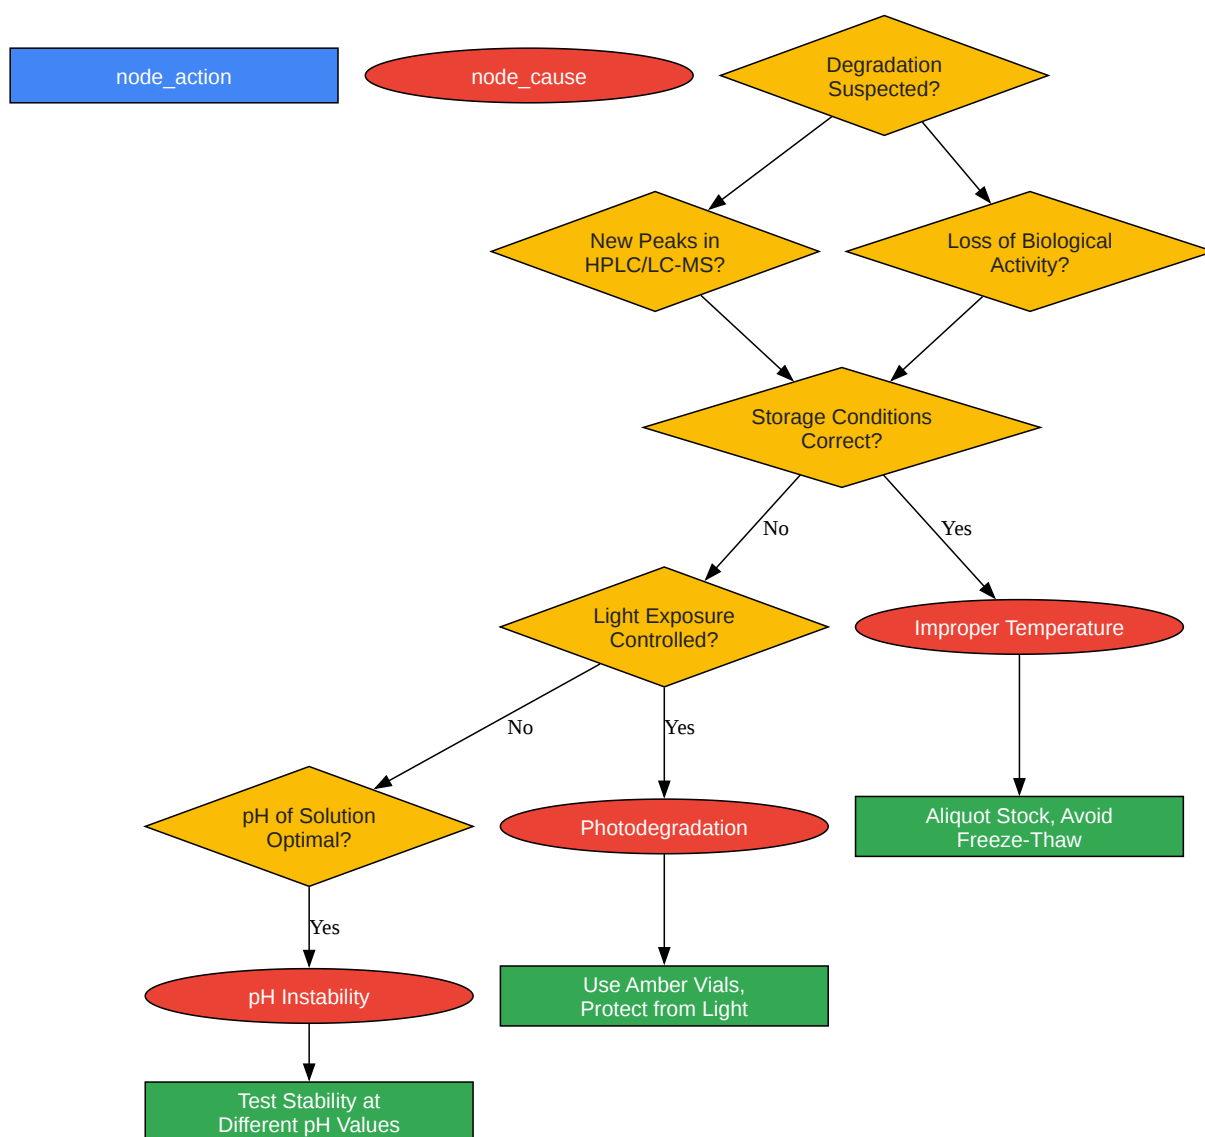 node_action
node_cause
Degradation
Suspected?
New Peaks in
HPLC/LC-MS?
Loss of Biological
Activity?
Storage Conditions
Correct?
No
Yes
Light Exposure
Controlled?
Improper Temperature
No
Yes
pH of Solution
Optimal?
Photodegradation
Aliquot Stock, Avoid
Freeze-Thaw
Yes
pH Instability
Use Amber Vials,
Protect from Light
Test Stability at
Different pH Values